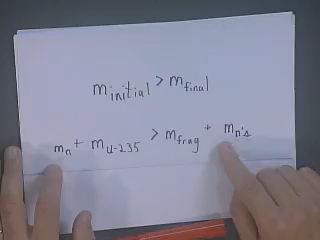 m_initial > m_final
m_n + m_U-235 > m_frag + m_n's